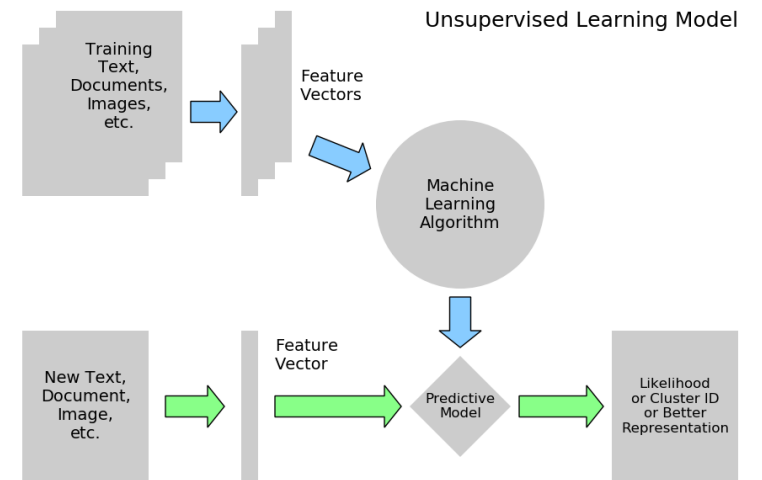 Unsupervised Learning Model
Training
Text,
Documents,
Images,
etc.
Feature
Vectors
Machine
Learning
Algorithm
New Text,
Document,
Image,
etc.
Feature
Vector
Predictive
Model
Likelihood
or Cluster ID
or Better
Representation